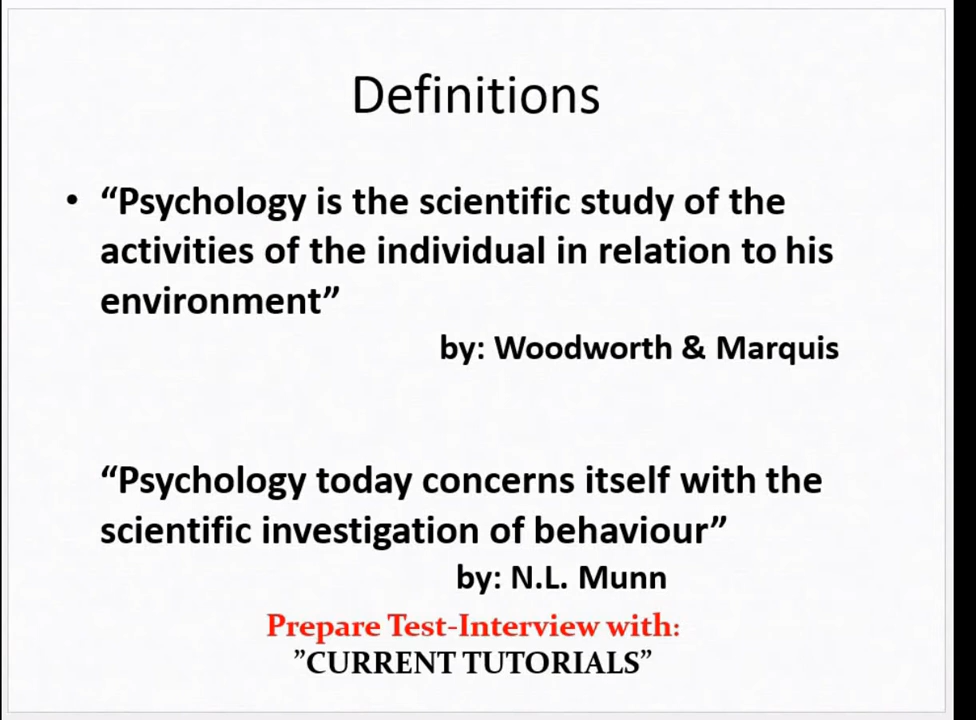 Definitions
• “Psychology is the scientific study of the
activities of the individual in relation to his
environment”
by: Woodworth & Marquis
“Psychology today concerns itself with the
scientific investigation of behaviour”
by: N.L. Munn
Prepare Test-Interview with:
”CURRENT TUTORIALS”